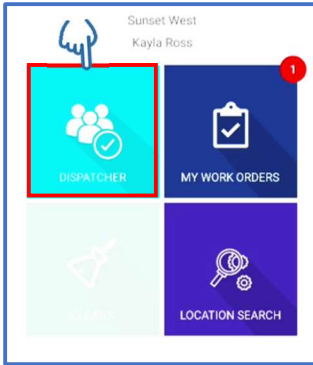 Sunset West
Kayla Ross
1
DISPATCHER
MY WORK ORDERS
LOCATION SEARCH